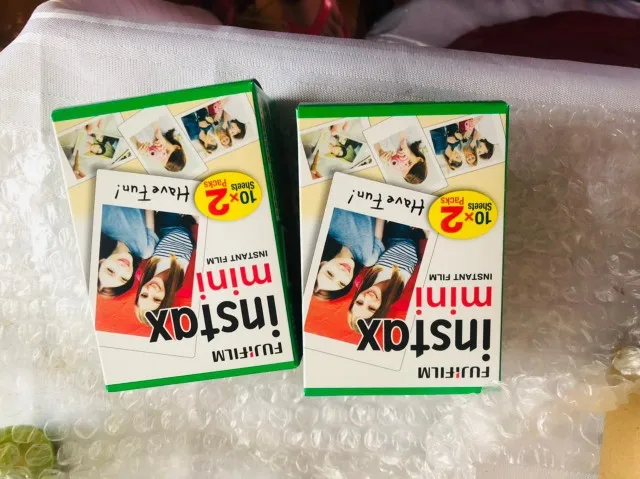 FUJIFILM
instax
mini
INSTANT FILM
Have Fun!
10×2
Sheets Packs
FUJIFILM
instax
mini
INSTANT FILM
Have Fun!
10×2
Sheets Packs